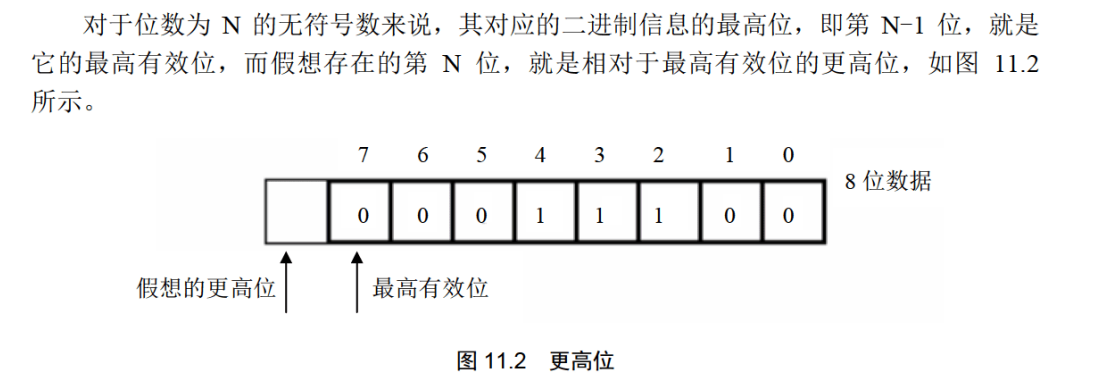 对于位数为 N 的无符号数来说，其对应的二进制信息的最高位，即第 N-1 位，就是
它的最高有效位，而假想存在的第 N 位，就是相对于最高有效位的更高位，如图 11.2
所示。
7 6 5 4 3 2 1 0
8 位数据
0 0 0 1 1 1 0 0
假想的更高位 最高有效位
图 11.2 更高位